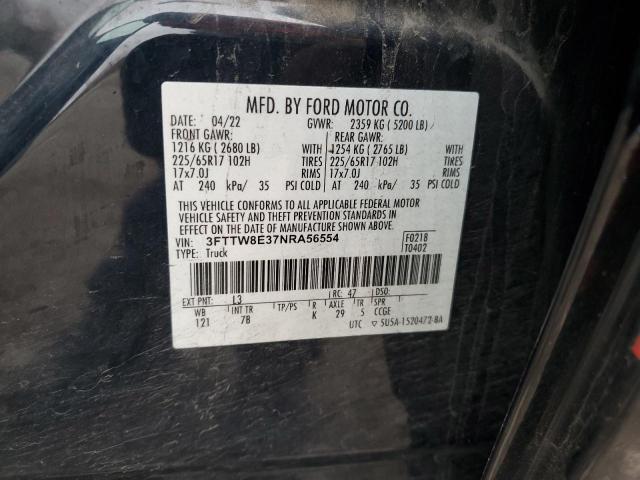 MFD. BY FORD MOTOR CO.
DATE: 04/22 GVWR: 2359 KG ( 5200 LB)
FRONT GAWR: REAR GAWR:
1216 KG ( 2680 LB) WITH 1254 KG ( 2765 LB) WITH
225/65R17 102H TIRES 225/65R17 102H TIRES
17x7.0J RIMS 17x7.0J RIMS
AT 240 kPa/ 35 PSI COLD AT 240 kPa/ 35 PSI COLD
THIS VEHICLE CONFORMS TO ALL APPLICABLE FEDERAL MOTOR
VEHICLE SAFETY AND THEFT PREVENTION STANDARDS IN
EFFECT ON THE DATE OF MANUFACTURE SHOWN ABOVE.
VIN: 3FTTW8E37NRA56554 F0218
TYPE: Truck T0402
EXT PNT: L3 RC: 47 DSO:
WB INT TR TP/PS R AXLE TR SPR
121 7B K 29 5 CCGE
UTC ▽ 5U5A-1520472-BA